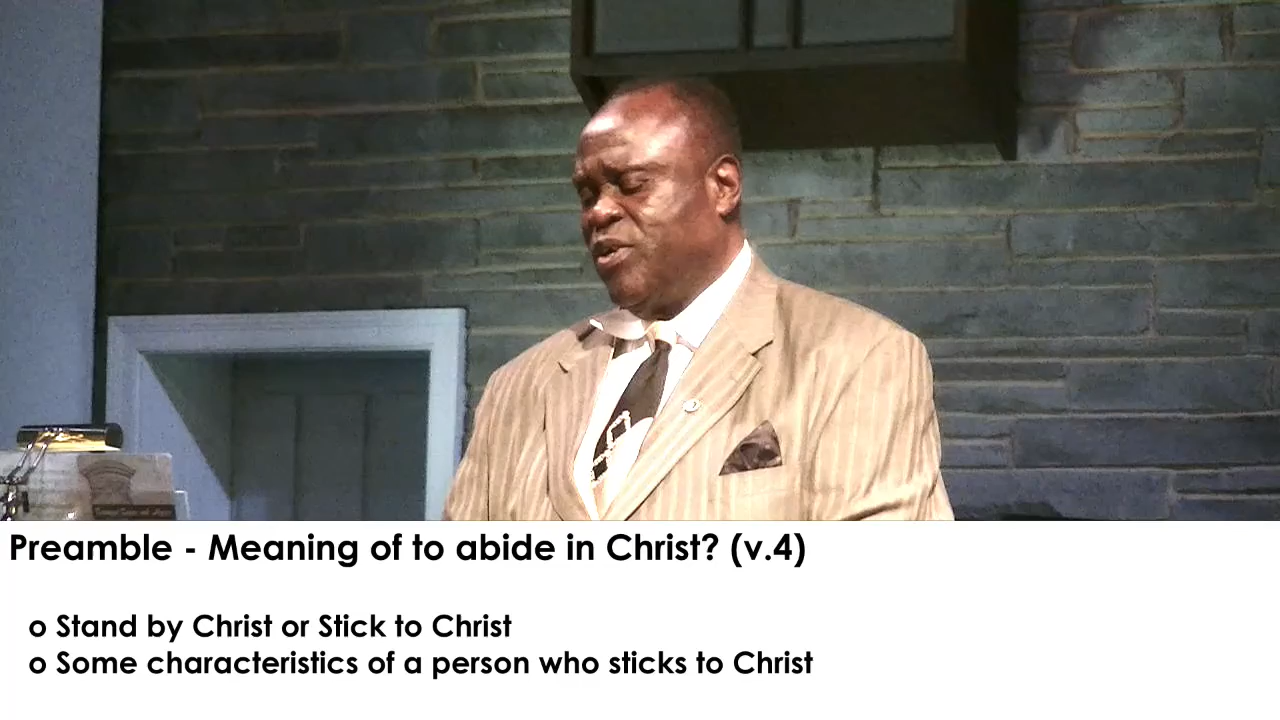 Preamble - Meaning of to abide in Christ? (v.4)
o Stand by Christ or Stick to Christ
o Some characteristics of a person who sticks to Christ